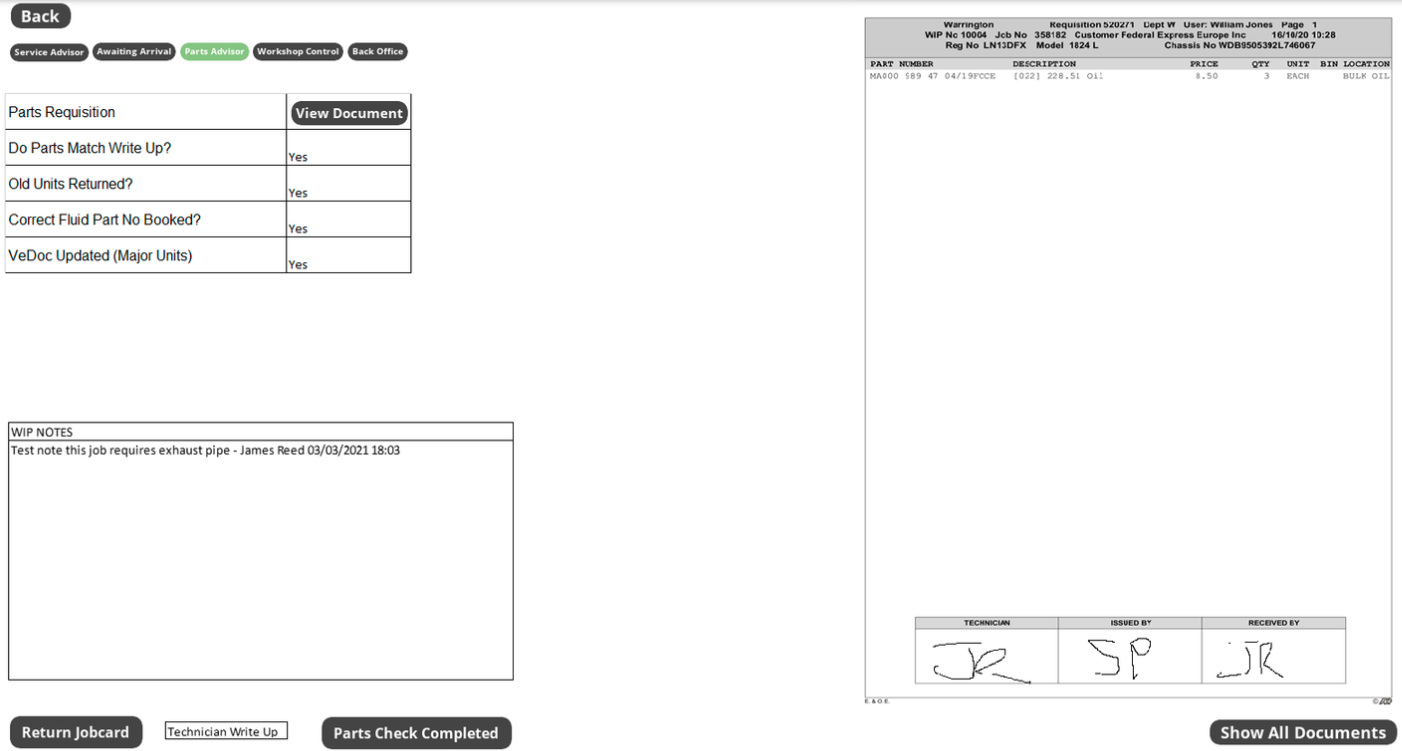 Back
Service Advisor Awaiting Arrival Parts Advisor Workshop Control Back Office
Parts Requisition View Document
Do Parts Match Write Up? Yes
Old Units Returned? Yes
Correct Fluid Part No Booked? Yes
VeDoc Updated (Major Units) Yes
WIP NOTES
Test note this job requires exhaust pipe - James Reed 03/03/2021 18:03
Return Jobcard Technician Write Up Parts Check Completed
Warrington Requisition 520271 Dept W User: William Jones Page 1
WIP No 10004 Job No 358182 Customer Federal Express Europe Inc 16/10/20 10:28
Reg No LN13DFX Model 1824 L Chassis No WDB9505392L746067
PART NUMBER DESCRIPTION PRICE QTY UNIT BIN LOCATION
MA000 989 47 04/19FCCE [022] 228.51 Oil 8.50 3 EACH BULK OIL
TECHNICIAN ISSUED BY RECEIVED BY
JR SP JR
E. & O.E.
Show All Documents